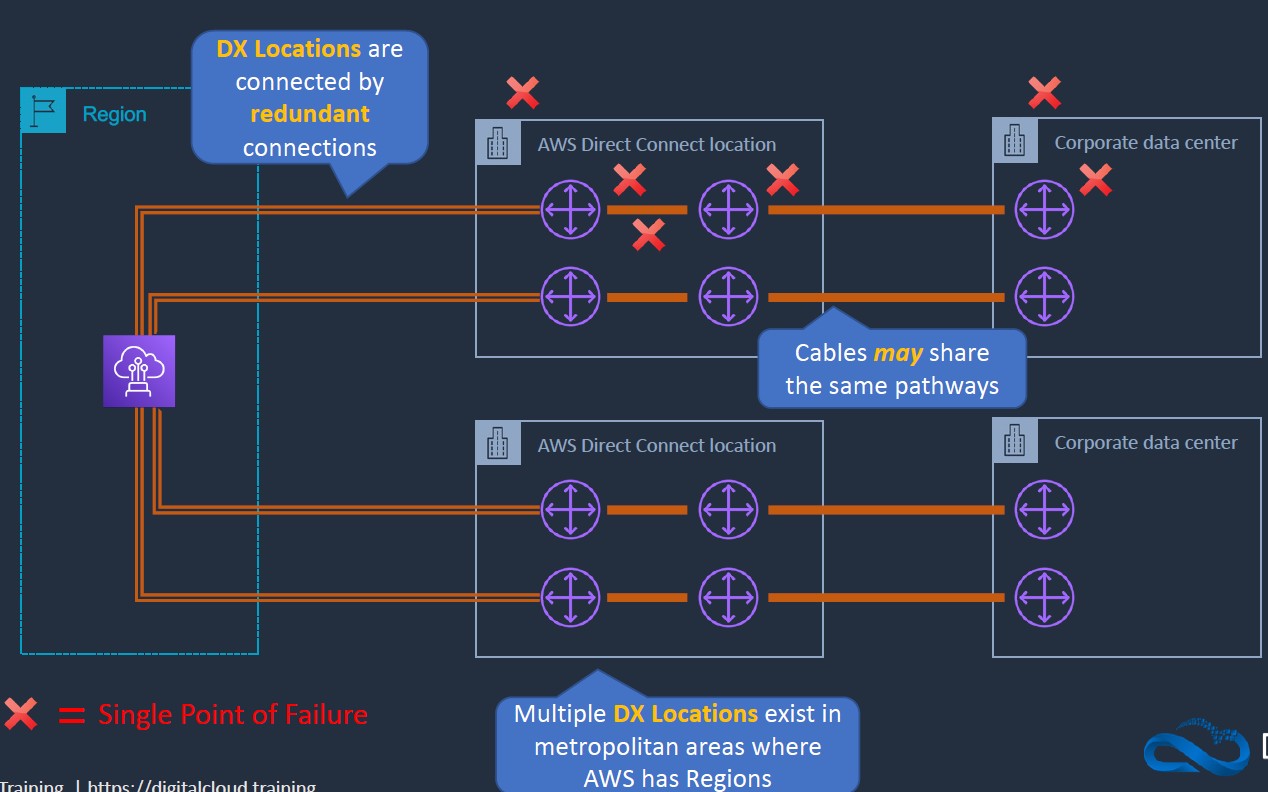 DX Locations are
connected by
redundant
connections
Region
AWS Direct Connect location
Corporate data center
Cables may share
the same pathways
AWS Direct Connect location
Corporate data center
= Single Point of Failure
Multiple DX Locations exist in
metropolitan areas where
AWS has Regions
Training | https://digitalcloud.training